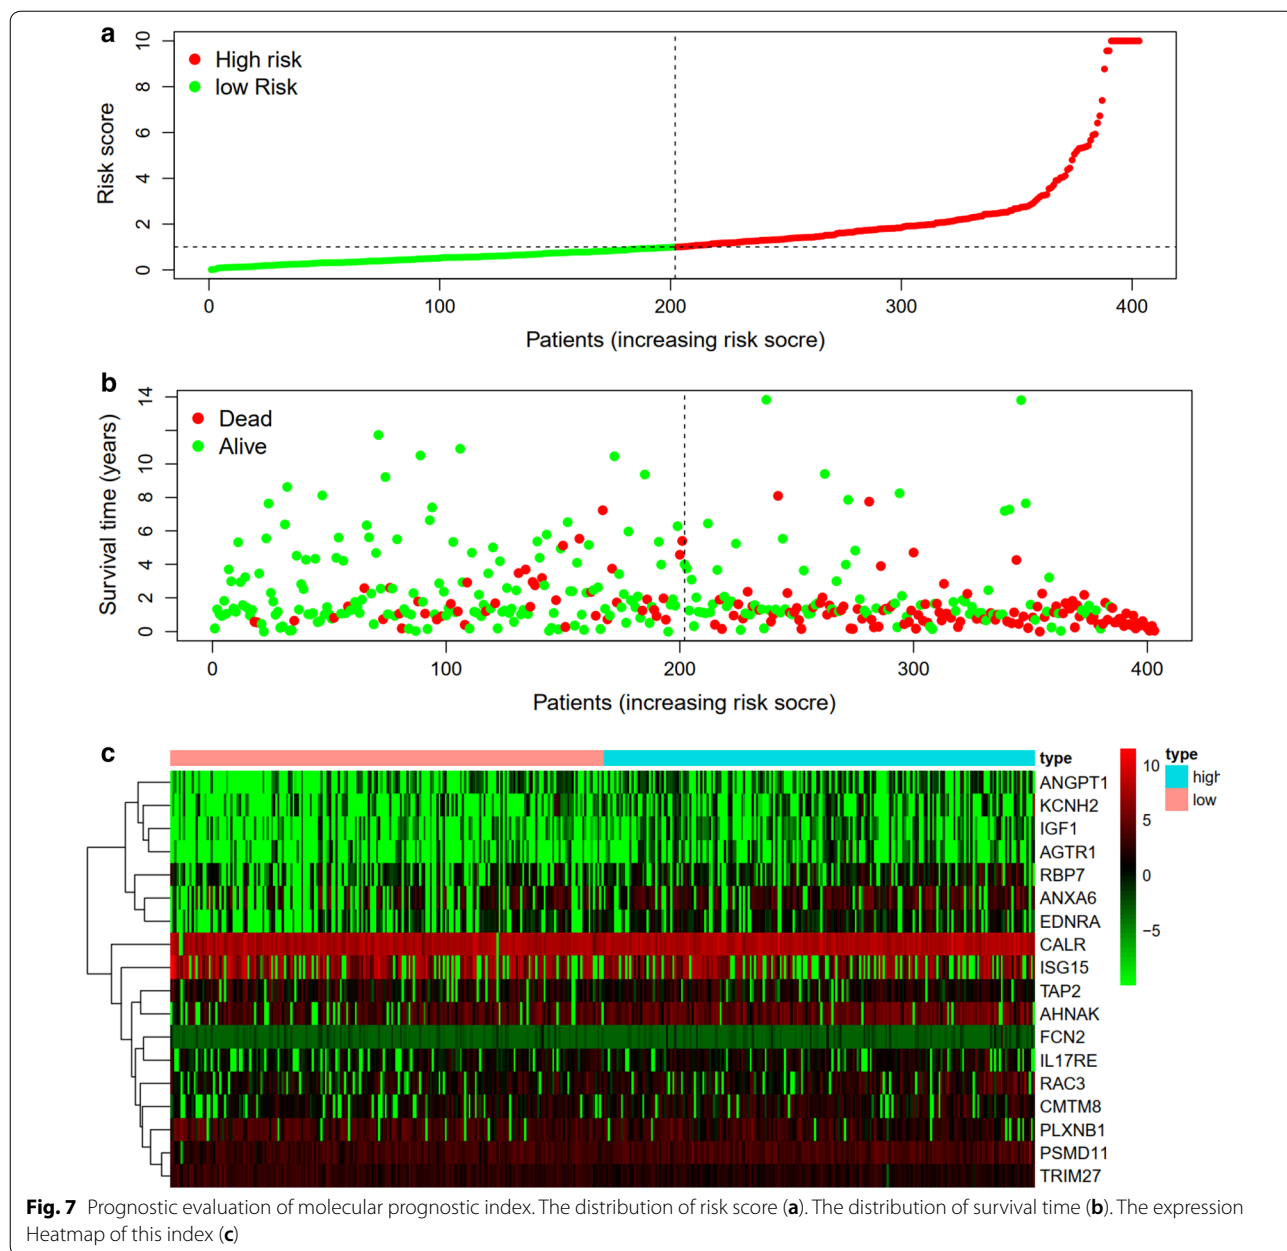 a
High risk
low Risk
Risk score
0
2
4
6
8
10
0
100
200
300
400
Patients (increasing risk socre)
b
Dead
Alive
Survival time (years)
0
2
4
6
8
10
14
0
100
200
300
400
Patients (increasing risk socre)
c
type
ANGPT1
KCNH2
IGF1
AGTR1
RBP7
ANXA6
EDNRA
CALR
ISG15
TAP2
AHNAK
FCN2
IL17RE
RAC3
CMTM8
PLXNB1
PSMD11
TRIM27
10
5
0
−5
type
high
low
Fig. 7 Prognostic evaluation of molecular prognostic index. The distribution of risk score (a). The distribution of survival time (b). The expression
Heatmap of this index (c)